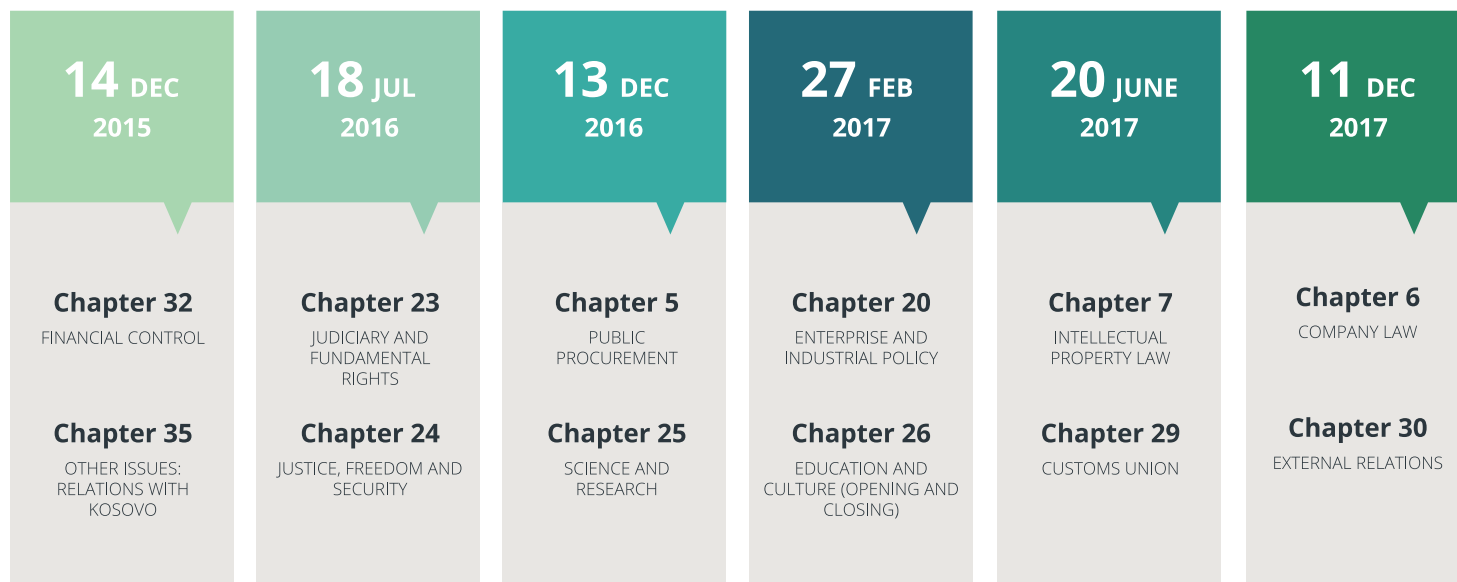 14 DEC
2015
Chapter 32
FINANCIAL CONTROL
Chapter 35
OTHER ISSUES:
RELATIONS WITH
KOSOVO
18 JUL
2016
Chapter 23
JUDICIARY AND
FUNDAMENTAL
RIGHTS
Chapter 24
JUSTICE, FREEDOM AND
SECURITY
13 DEC
2016
Chapter 5
PUBLIC
PROCUREMENT
Chapter 25
SCIENCE AND
RESEARCH
27 FEB
2017
Chapter 20
ENTERPRISE AND
INDUSTRIAL POLICY
Chapter 26
EDUCATION AND
CULTURE (OPENING AND
CLOSING)
20 JUNE
2017
Chapter 7
INTELLECTUAL
PROPERTY LAW
Chapter 29
CUSTOMS UNION
11 DEC
2017
Chapter 6
COMPANY LAW
Chapter 30
EXTERNAL RELATIONS